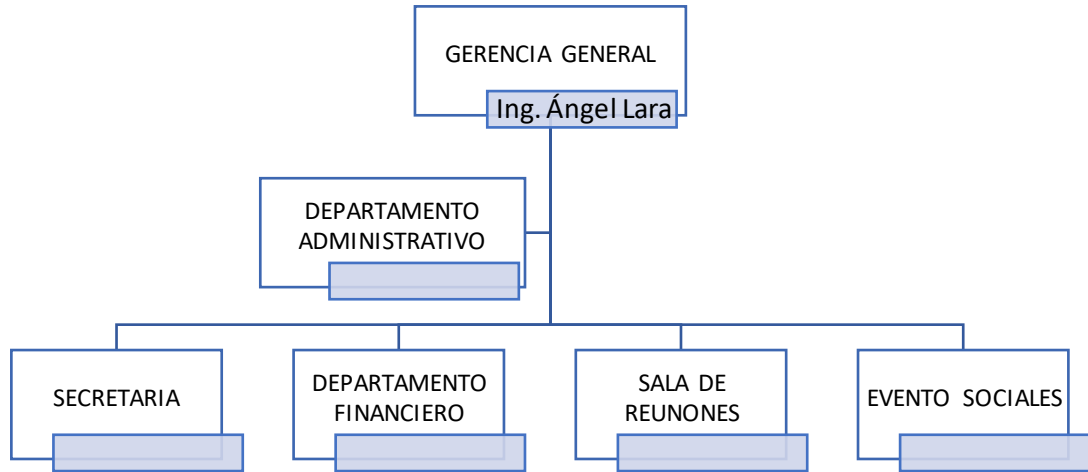 GERENCIA GENERAL
Ing. Ángel Lara
DEPARTAMENTO
ADMINISTRATIVO
SECRETARIA
DEPARTAMENTO
FINANCIERO
SALA DE
REUNONES
EVENTO SOCIALES